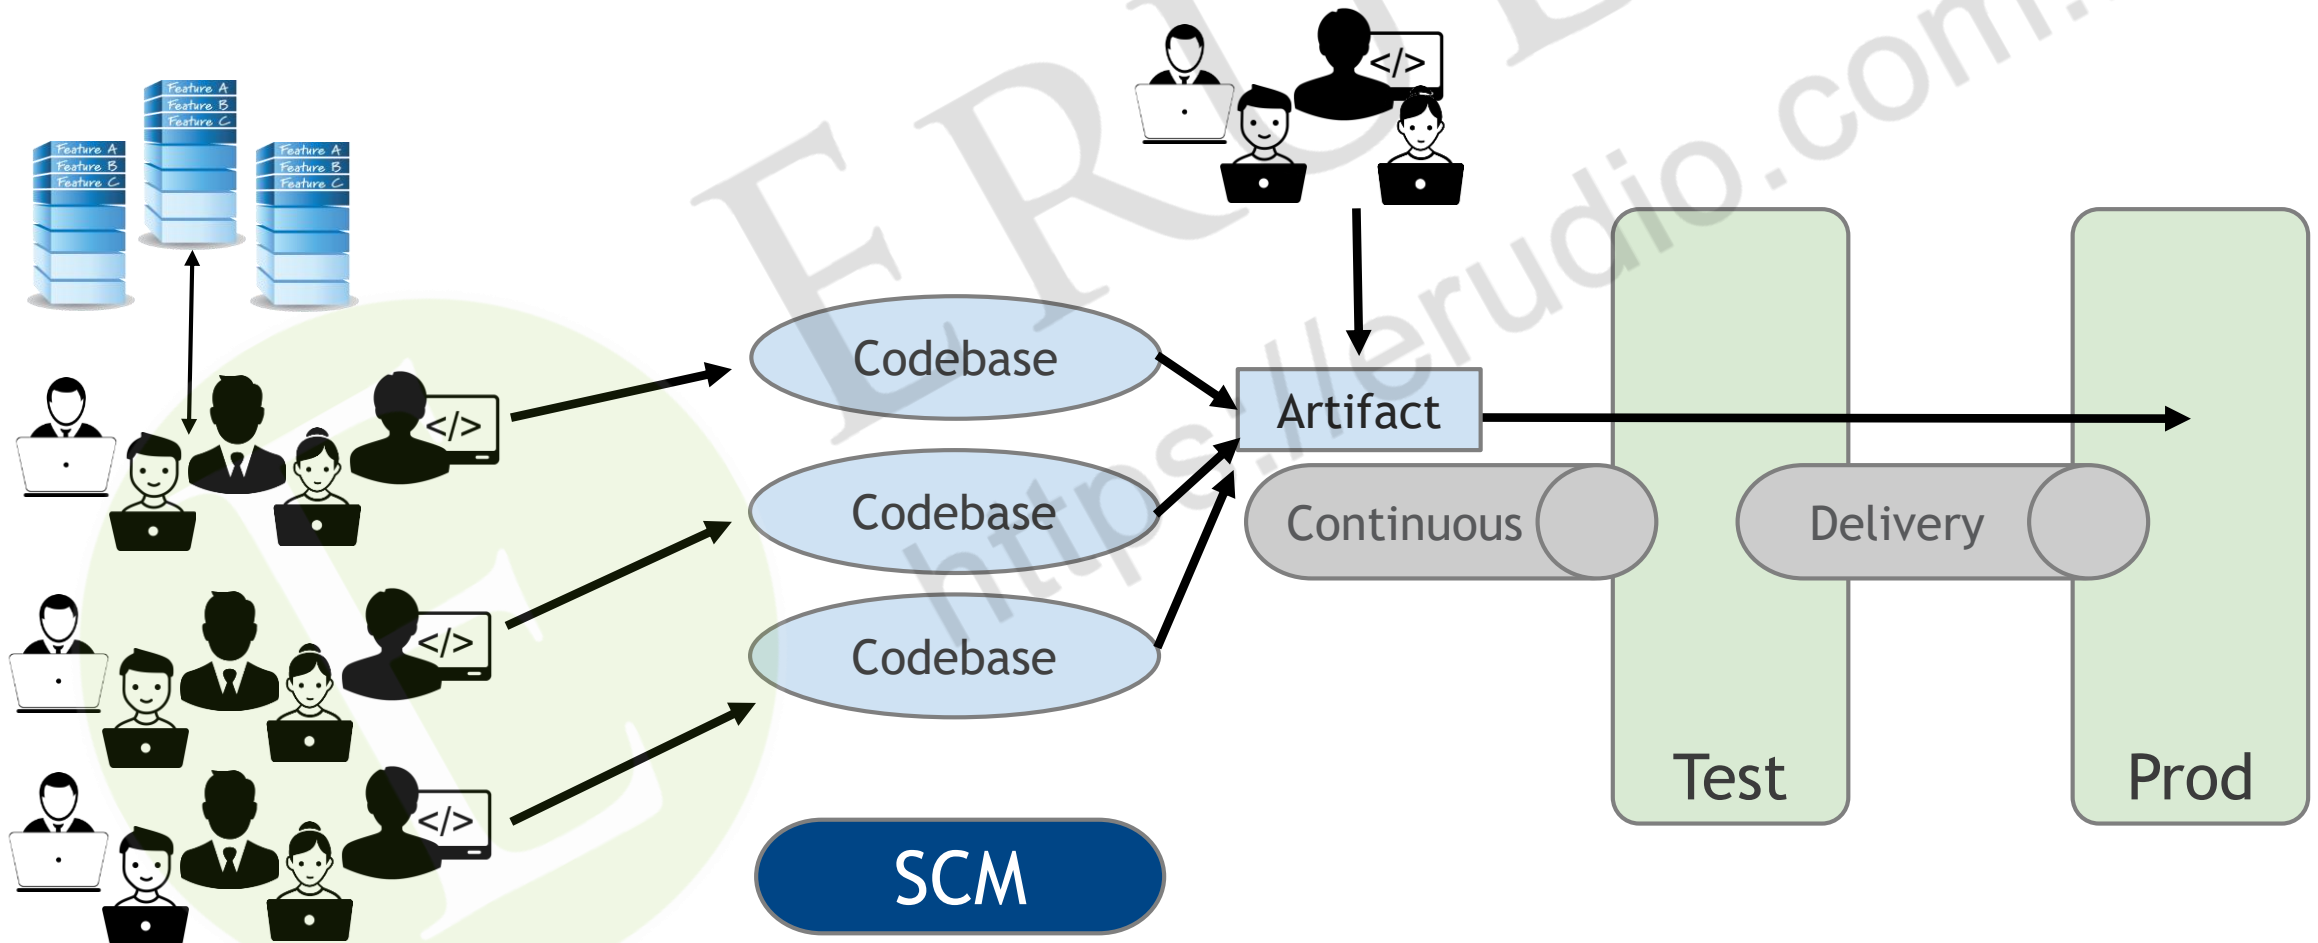 Feature A
Feature B
Feature C
Feature A
Feature B
Feature C
Feature A
Feature B
Feature C
</>
</>
</>
</>
Codebase
Codebase
Codebase
SCM
Artifact
Continuous
Delivery
Test
Prod
https://erudio.com.
E